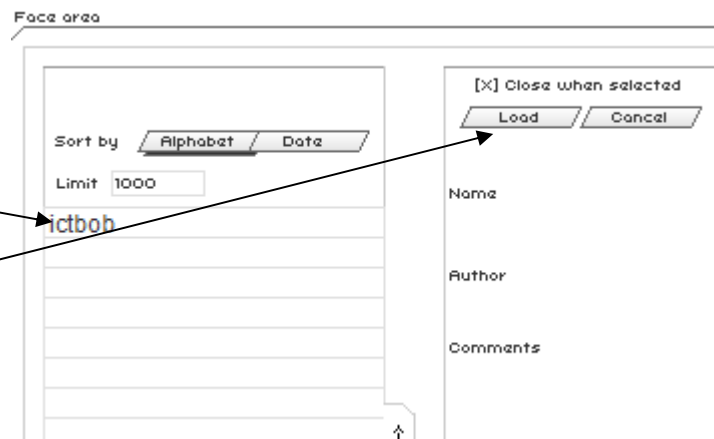 Face area
[X] Close when selected
Load Cancel
Sort by Alphabet Date
Limit 1000
Name
ictbob
Author
Comments